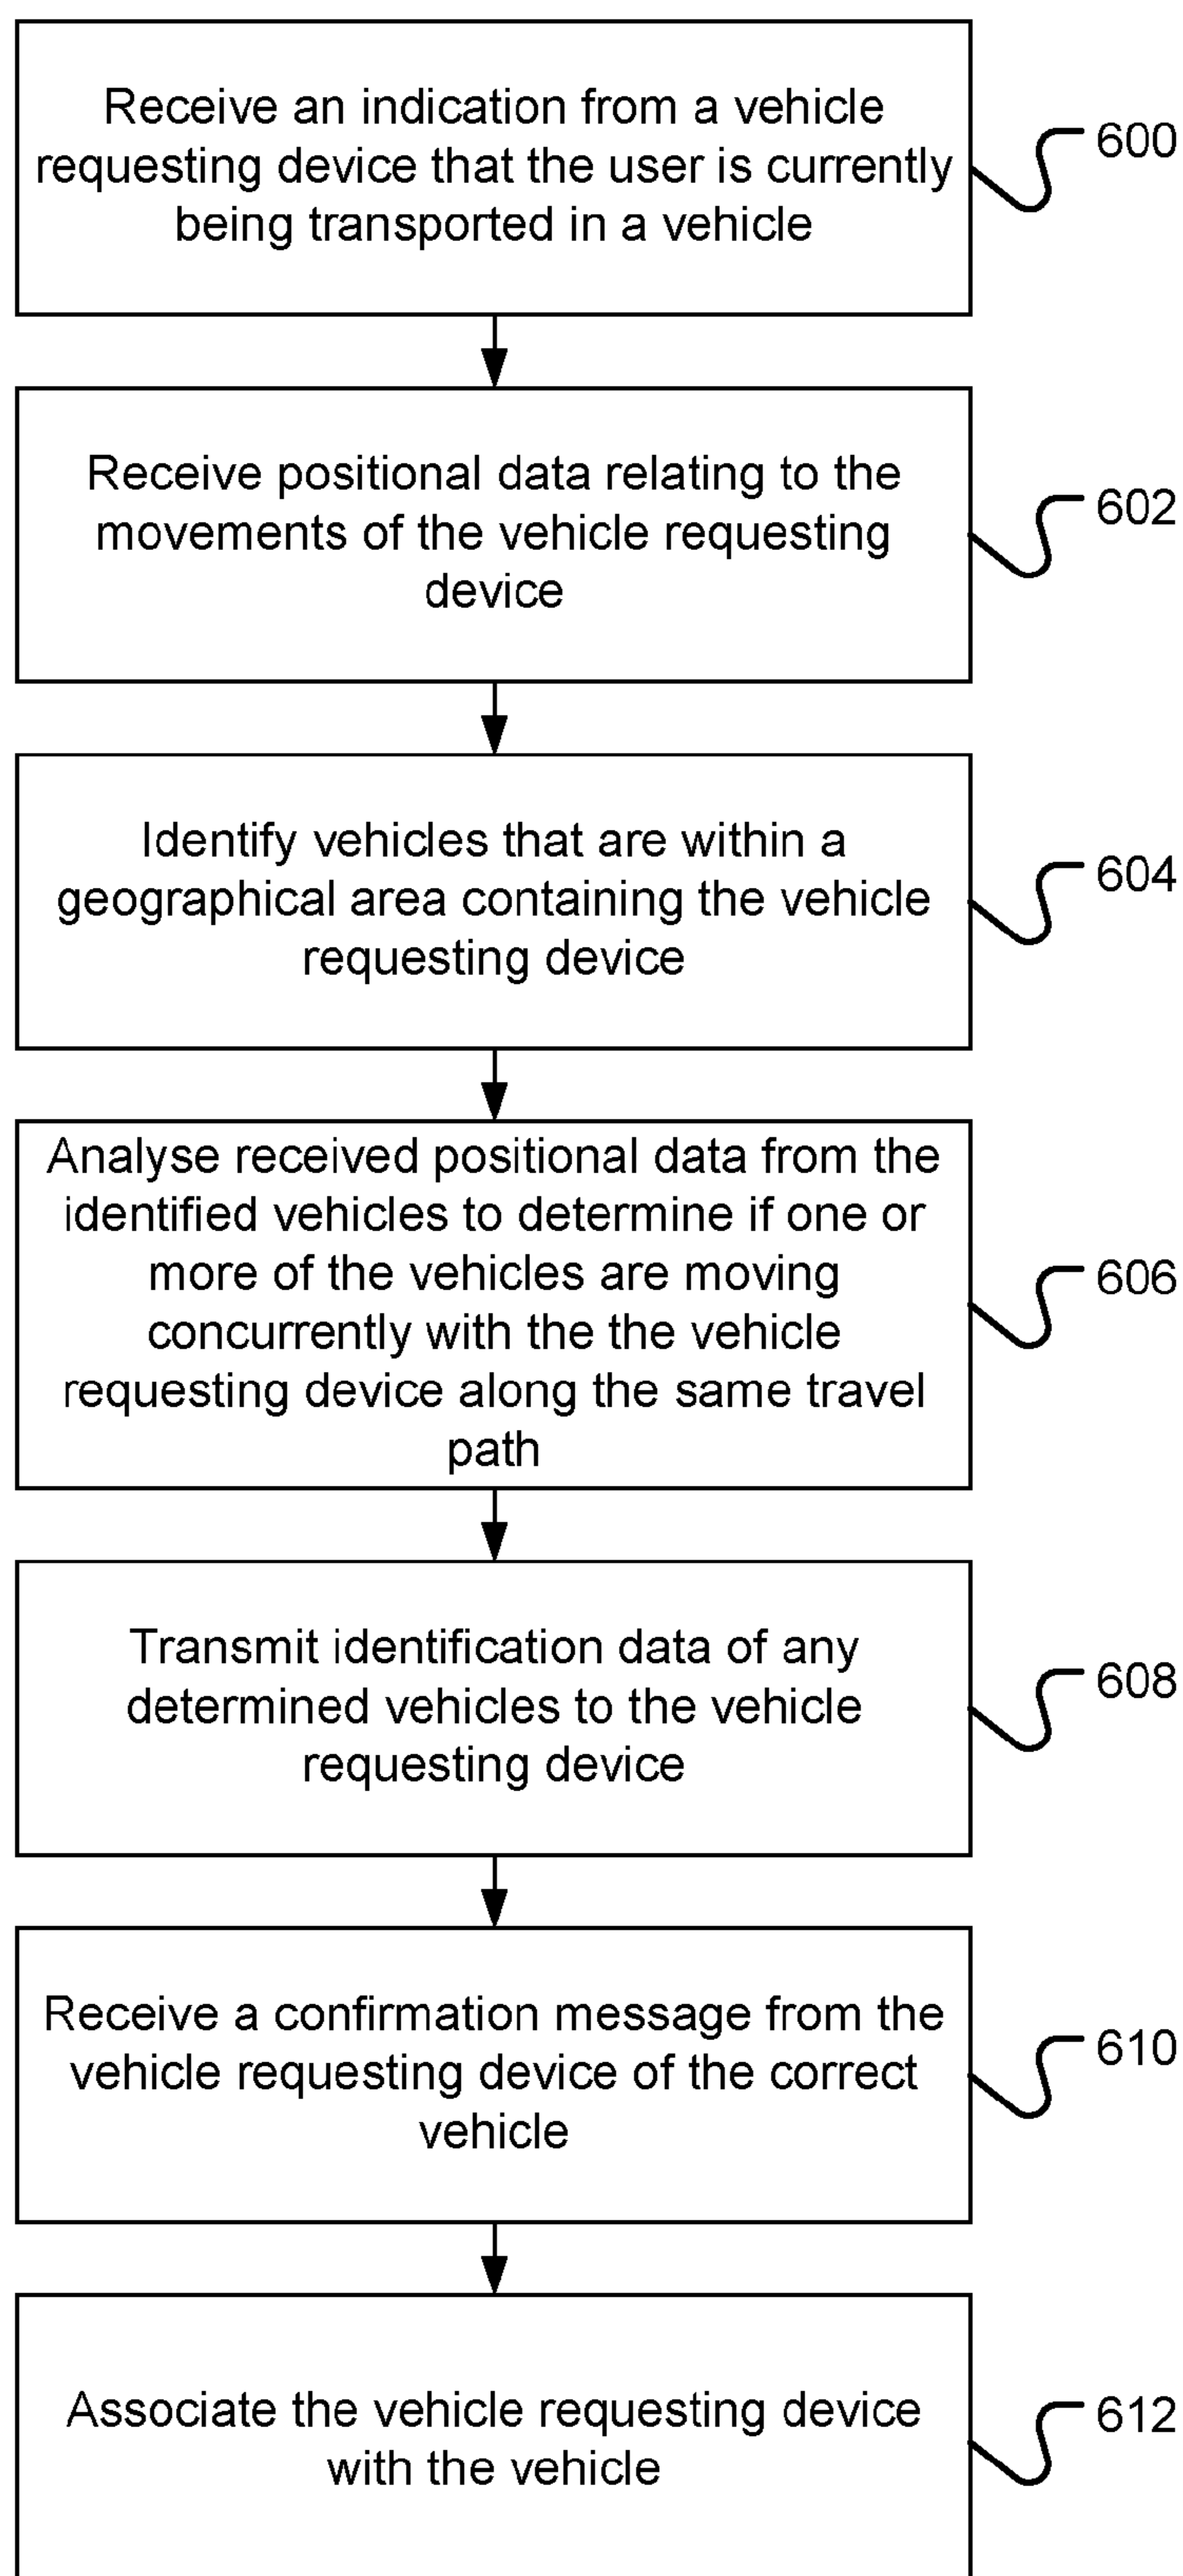 Receive an indication from a vehicle
requesting device that the user is currently
being transported in a vehicle
600
Receive positional data relating to the
movements of the vehicle requesting
device
602
Identify vehicles that are within a
geographical area containing the vehicle
requesting device
604
Analyse received positional data from the
identified vehicles to determine if one or
more of the vehicles are moving
concurrently with the the vehicle
requesting device along the same travel
path
606
Transmit identification data of any
determined vehicles to the vehicle
requesting device
608
Receive a confirmation message from the
vehicle requesting device of the correct
vehicle
610
Associate the vehicle requesting device
with the vehicle
612